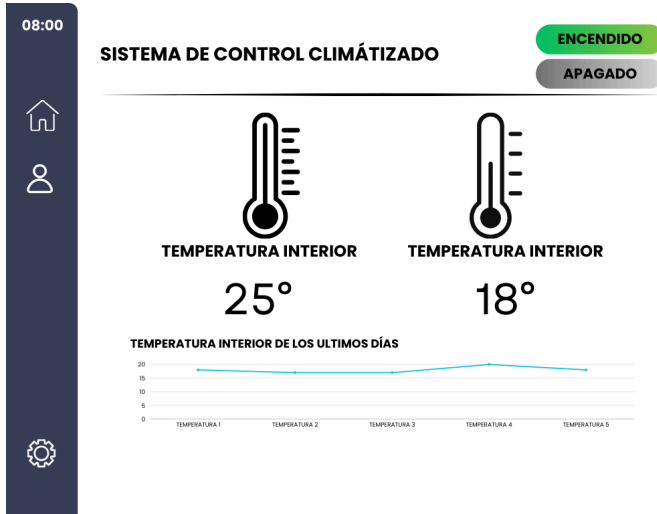 08:00
SISTEMA DE CONTROL CLIMÁTIZADO
ENCENDIDO
APAGADO
TEMPERATURA INTERIOR
TEMPERATURA INTERIOR
25°
18°
TEMPERATURA INTERIOR DE LOS ULTIMOS DÍAS
20
15
10
5
0
TEMPERATURA 1
TEMPERATURA 2
TEMPERATURA 3
TEMPERATURA 4
TEMPERATURA 5